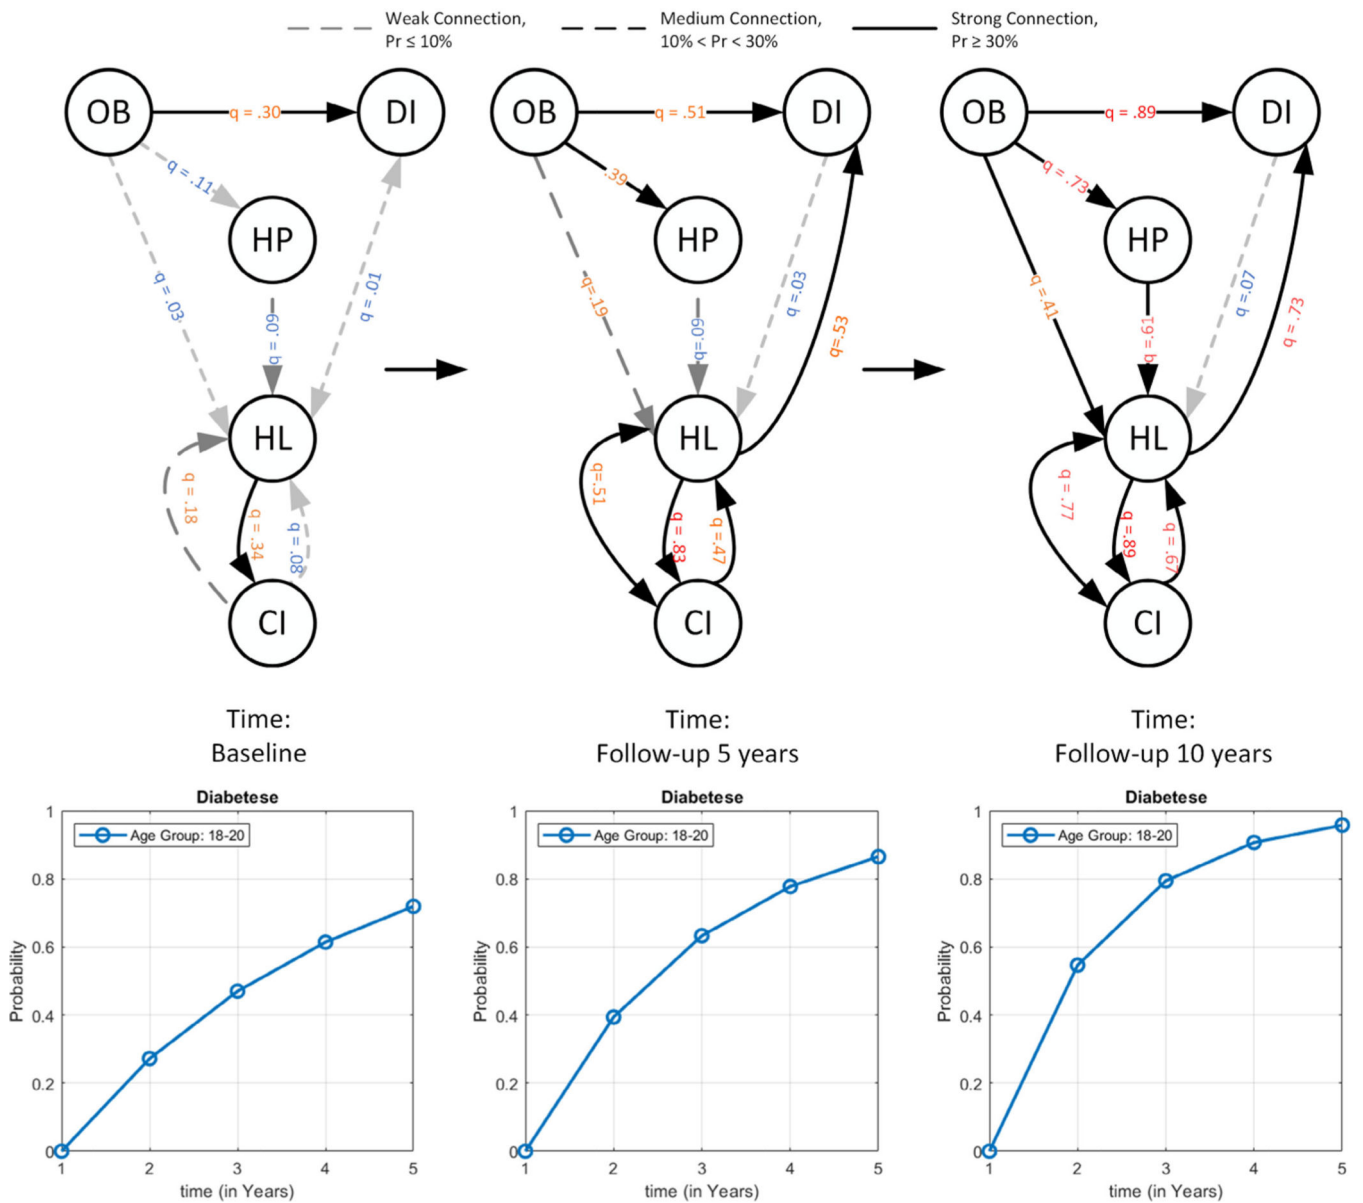 Weak Connection,
Pr ≤ 10%
Medium Connection,
10% < Pr < 30%
Strong Connection,
Pr ≥ 30%
OB
q = .30
DI
q = .11
HP
q = .03
q = .01
q = .09
HL
q = .18
q = .34
q = .08
CI
OB
q = .51
DI
.39
HP
q=.19
q =.03
q=.09
q=.53
HL
q=.51
q = .83
q =.47
CI
OB
q = .89
DI
q = .73
HP
q = .41
q =.61
q =.07
q = .73
HL
q = .77
q = .89
q = .67
CI
Time:
Baseline
Time:
Follow-up 5 years
Time:
Follow-up 10 years
Diabetese
Age Group: 18-20
1
0.8
0.6
0.4
0.2
0
Probability
1 2 3 4 5
time (in Years)
Diabetese
Age Group: 18-20
1
0.8
0.6
0.4
0.2
0
Probability
1 2 3 4 5
time (in Years)
Diabetese
Age Group: 18-20
1
0.8
0.6
0.4
0.2
0
Probability
1 2 3 4 5
time (in Years)